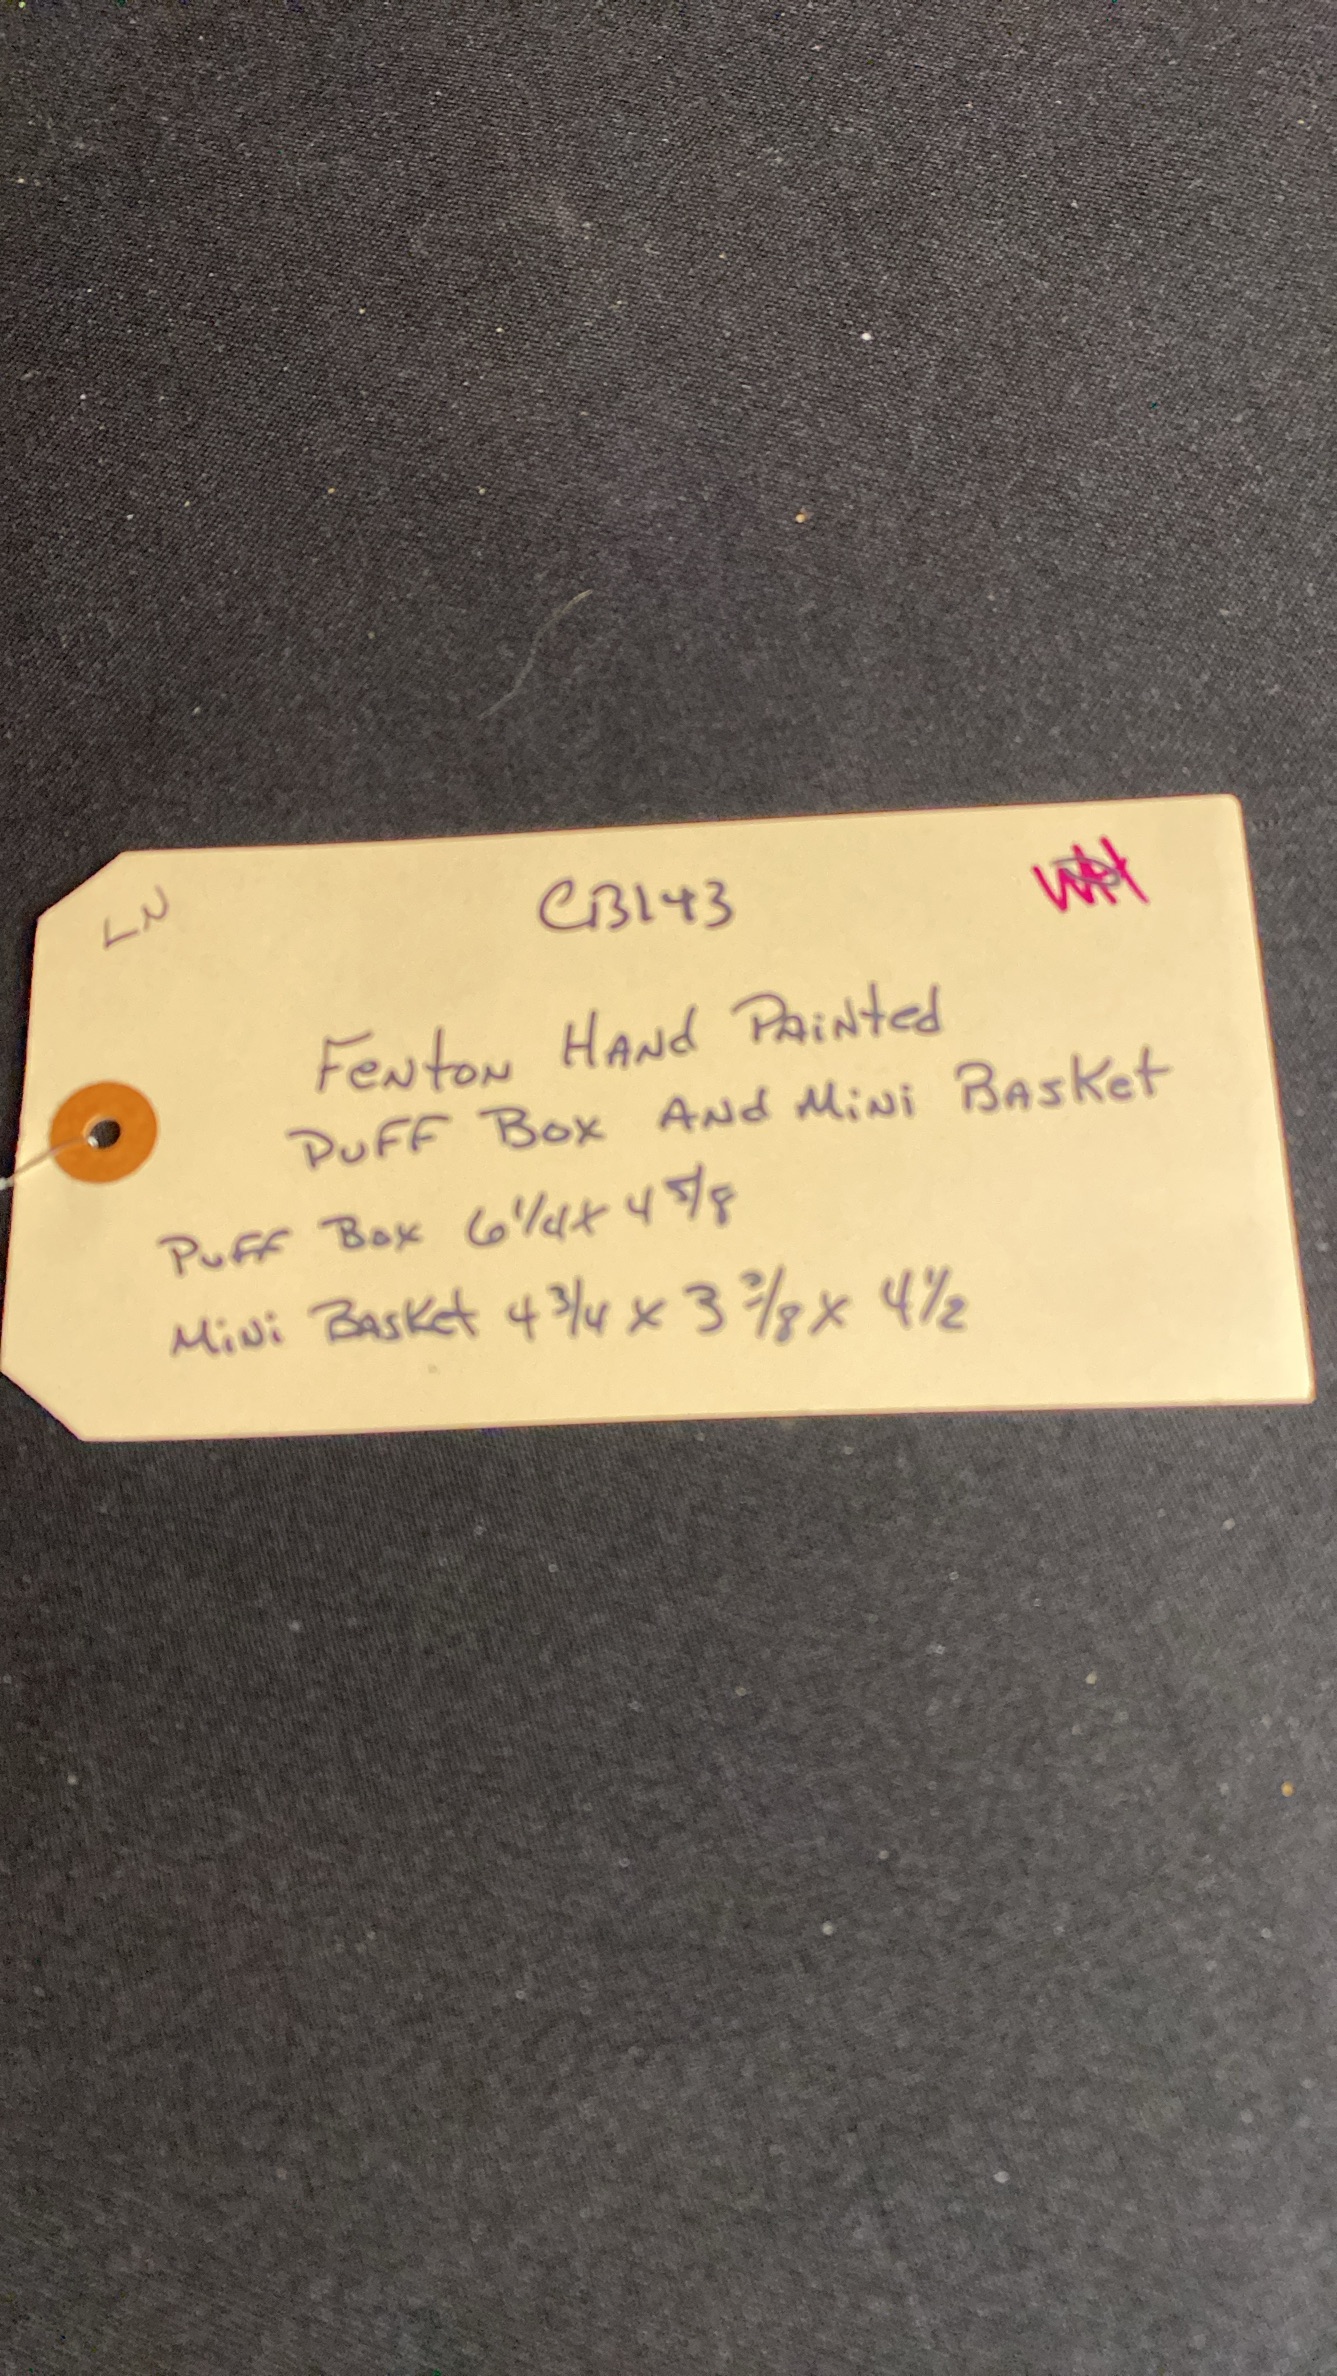 LN
CB143
WH
Fenton Hand Painted
Puff Box And Mini Basket
Puff Box 6 1/4 x 4 5/8
Mini Basket 4 3/4 x 3 3/8 x 4 1/2